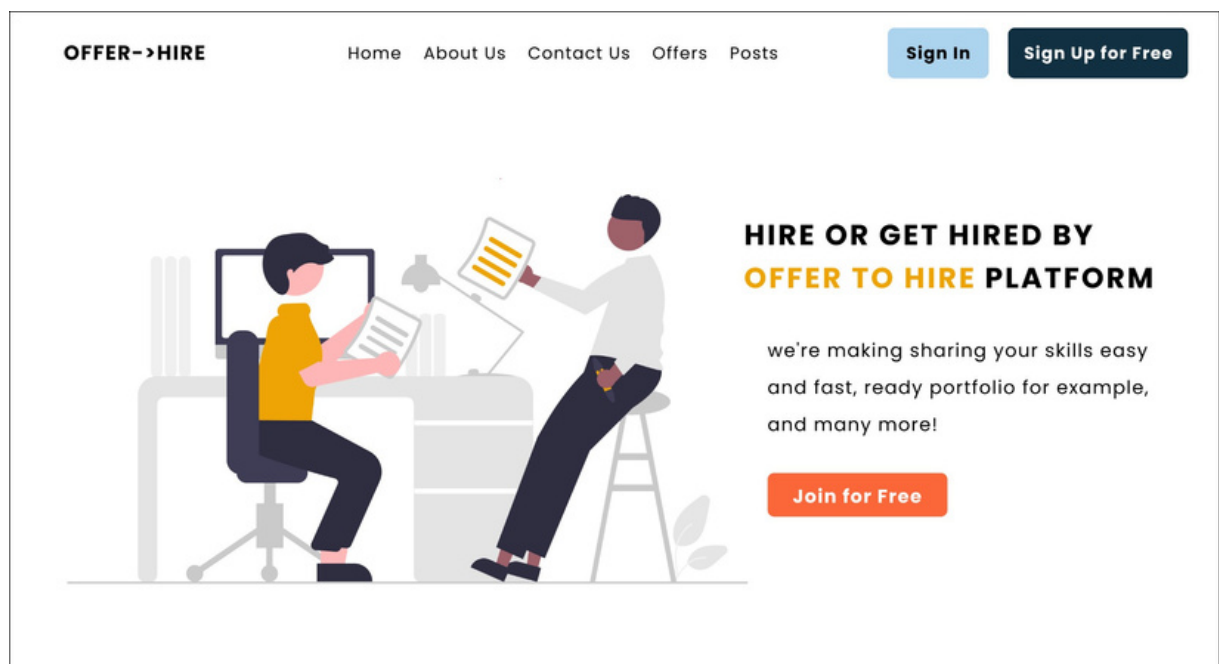 OFFER->HIRE
Home About Us Contact Us Offers Posts
Sign In
Sign Up for Free
HIRE OR GET HIRED BY
OFFER TO HIRE PLATFORM
we're making sharing your skills easy
and fast, ready portfolio for example,
and many more!
Join for Free